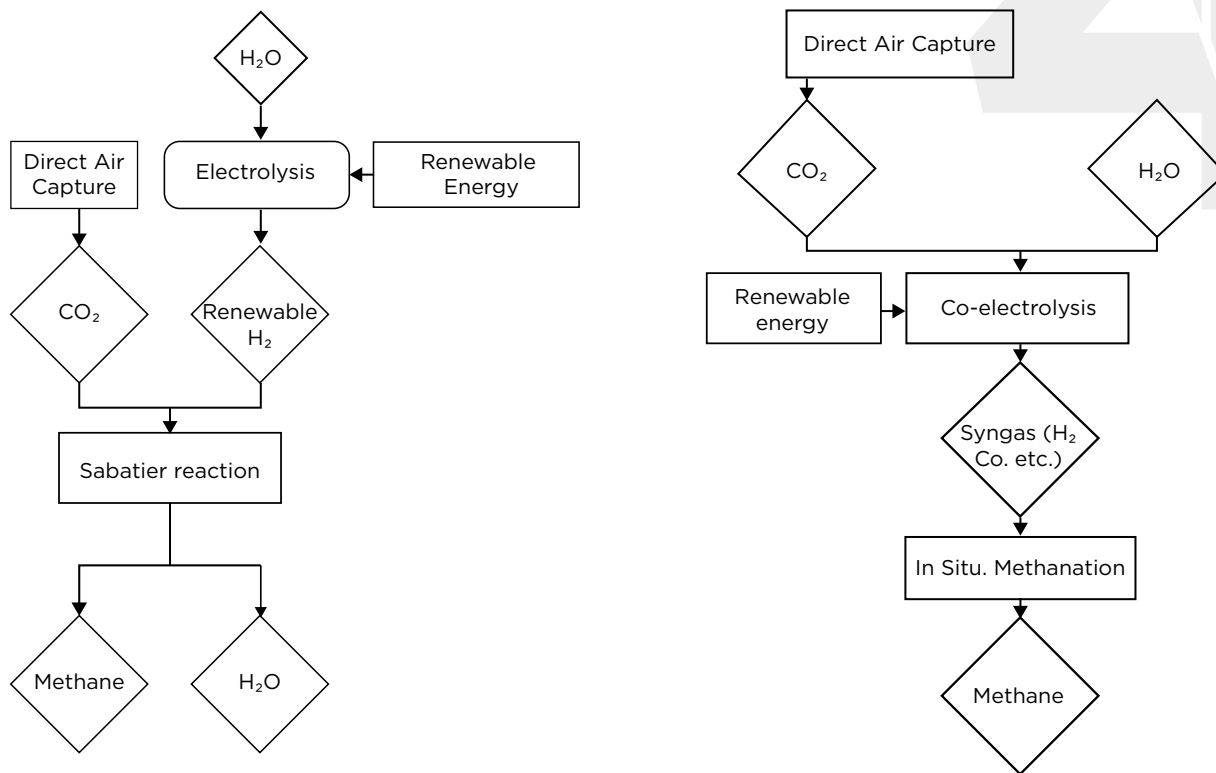 H₂O
Direct Air
Capture
Electrolysis
Renewable
Energy
CO₂
Renewable
H₂
Sabatier reaction
Methane
H₂O
Direct Air Capture
CO₂
H₂O
Renewable
energy
Co-electrolysis
Syngas (H₂
Co. etc.)
In Situ. Methanation
Methane